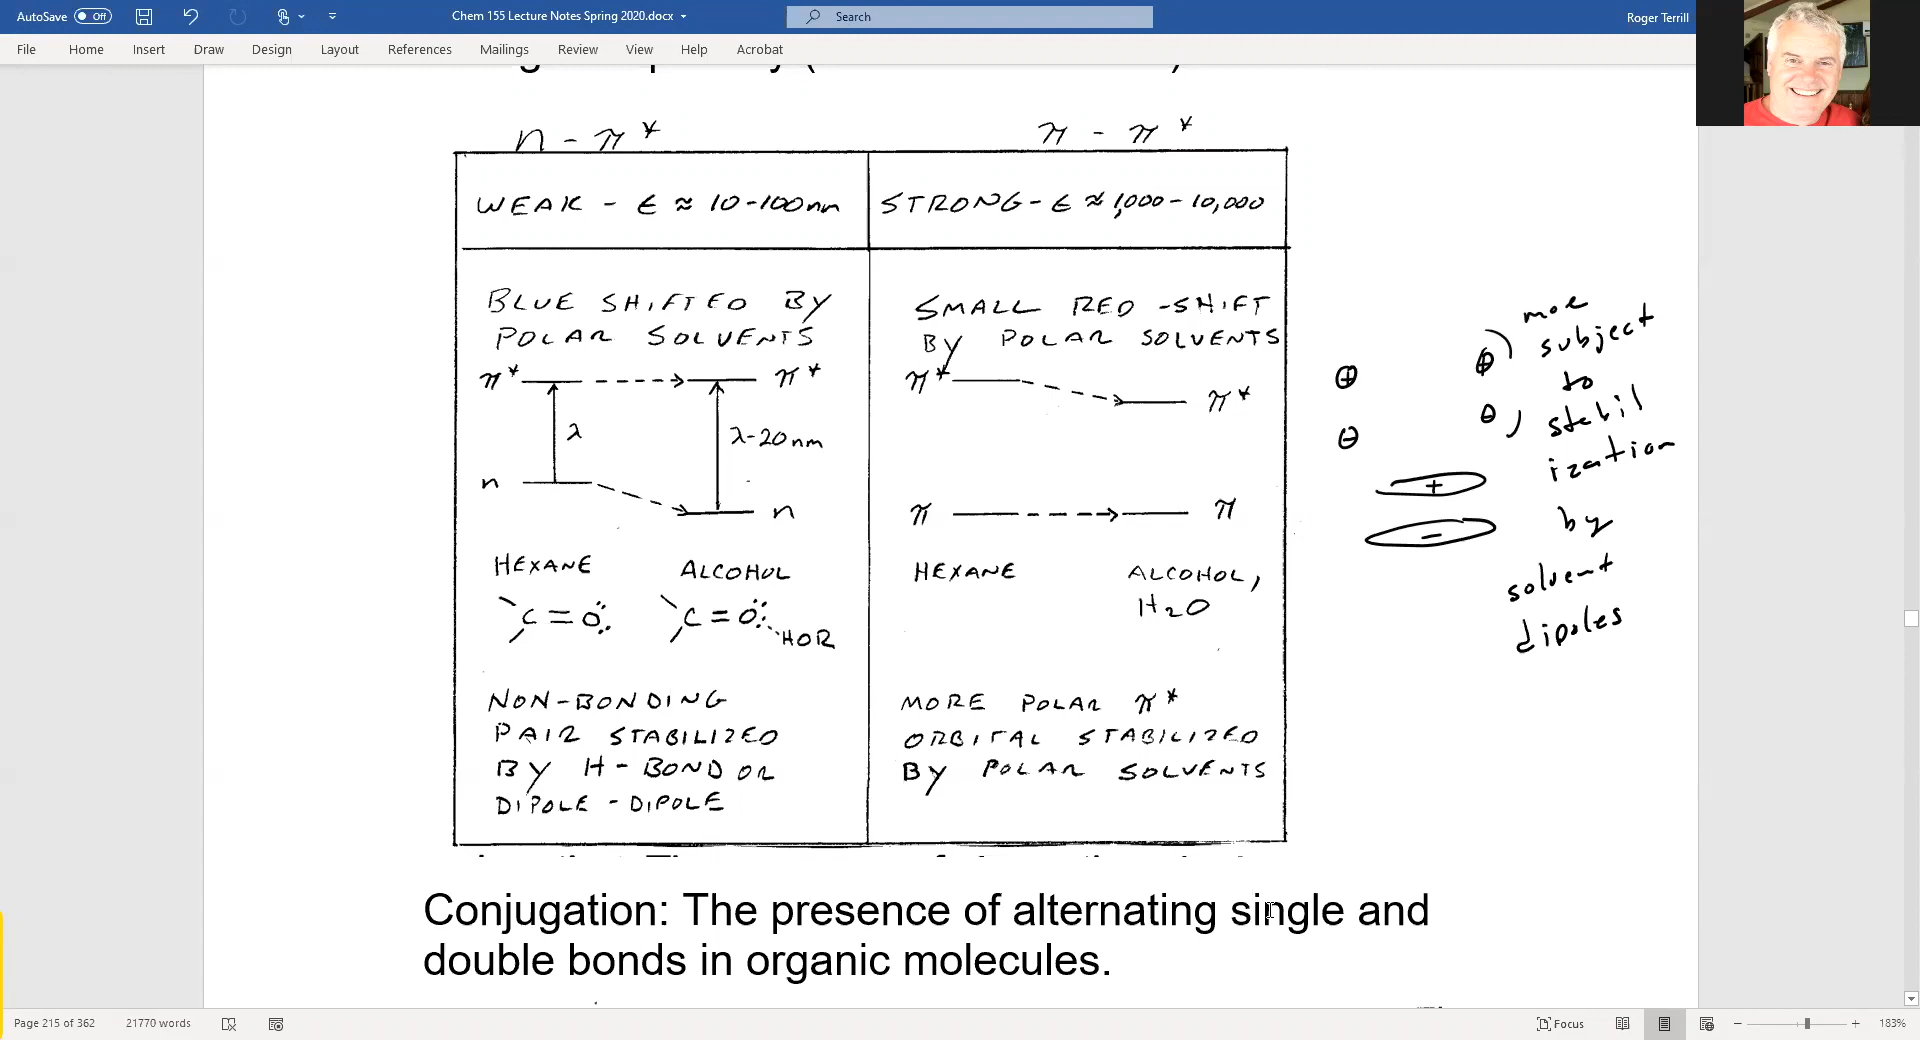 AutoSave Off
Chem 155 Lecture Notes Spring 2020.docx
Search
Roger Terrill
File Home Insert Draw Design Layout References Mailings Review View Help Acrobat
n - π*
π - π*
WEAK - ε ≈ 10-100nm
STRONG - ε ≈ 1,000 - 10,000
BLUE SHIFTED BY
POLAR SOLVENTS
π* π*
λ
λ-20nm
n n
HEXANE
ALCOHOL
C=O:
C=O: HOR
NON-BONDING
PAIR STABILIZED
BY H-BOND OR
DIPOLE-DIPOLE
SMALL RED-SHIFT
BY POLAR SOLVENTS
π* π*
π π
HEXANE
ALCOHOL,
H2O
MORE POLAR π*
ORBITAL STABILIZED
BY POLAR SOLVENTS
⊕ ⊕
⊖ ⊖
+
-
subject
to
stabil
ization
by
solvent
dipoles
Conjugation: The presence of alternating single and
double bonds in organic molecules.
Page 215 of 362 21770 words
Focus
183%